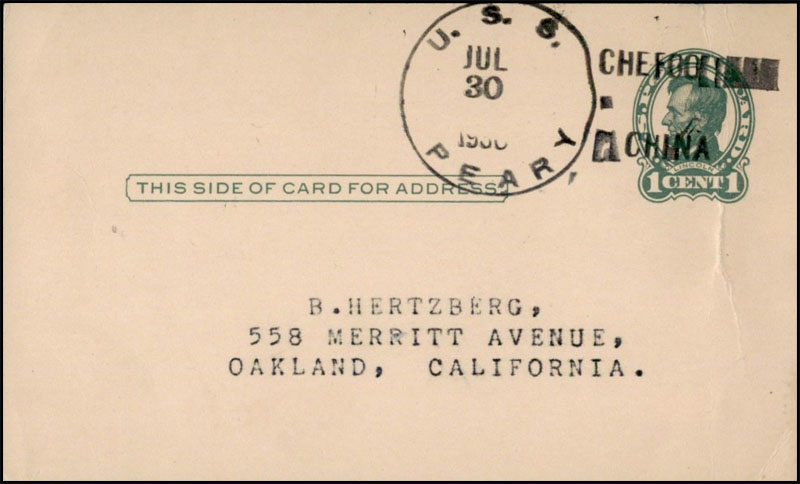 U. S. S.
JUL
30
PEARY
CHEFOO
CHINA
LINCOLN
1 CENT 1
THIS SIDE OF CARD FOR ADDRESS
B.HERTZBERG,
558 MERRITT AVENUE,
OAKLAND, CALIFORNIA.